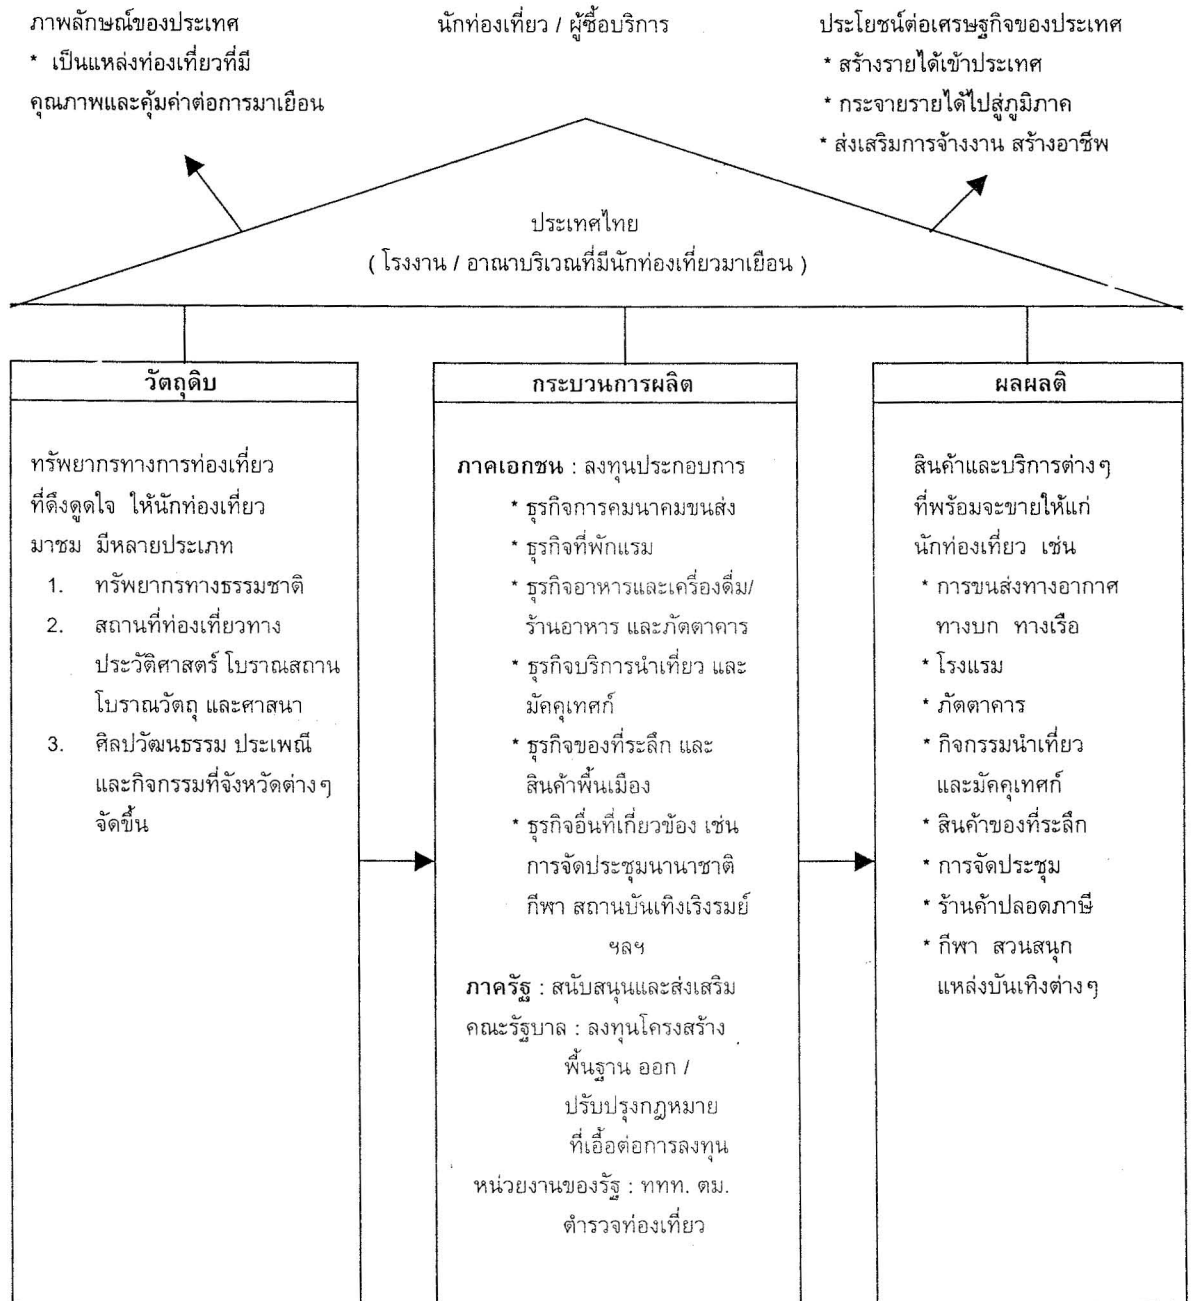 ภาพลักษณ์ของประเทศ
* เป็นแหล่งท่องเที่ยวที่มี
คุณภาพและคุ้มค่าต่อการมาเยือน
นักท่องเที่ยว / ผู้ซื้อบริการ
ประโยชน์ต่อเศรษฐกิจของประเทศ
* สร้างรายได้เข้าประเทศ
* กระจายรายได้ไปสู่ภูมิภาค
* ส่งเสริมการจ้างงาน สร้างอาชีพ
ประเทศไทย
( โรงงาน / อาณาบริเวณที่มีนักท่องเที่ยวมาเยือน )
วัตถุดิบ
ทรัพยากรทางการท่องเที่ยว
ที่ดึงดูดใจ ให้นักท่องเที่ยว
มาชม มีหลายประเภท
1. ทรัพยากรทางธรรมชาติ
2. สถานที่ท่องเที่ยวทาง
ประวัติศาสตร์ โบราณสถาน
โบราณวัตถุ และศาสนา
3. ศิลปวัฒนธรรม ประเพณี
และกิจกรรมที่จังหวัดต่างๆ
จัดขึ้น
กระบวนการผลิต
ภาคเอกชน : ลงทุนประกอบการ
* ธุรกิจการคมนาคมขนส่ง
* ธุรกิจที่พักแรม
* ธุรกิจอาหารและเครื่องดื่ม/
ร้านอาหาร และภัตตาคาร
* ธุรกิจบริการนำเที่ยว และ
มัคคุเทศก์
* ธุรกิจของที่ระลึก และ
สินค้าพื้นเมือง
* ธุรกิจอื่นที่เกี่ยวข้อง เช่น
การจัดประชุมนานาชาติ
กีฬา สถานบันเทิงเริงรมย์
ฯลฯ
ภาครัฐ : สนับสนุนและส่งเสริม
คณะรัฐบาล : ลงทุนโครงสร้าง
พื้นฐาน ออก /
ปรับปรุงกฎหมาย
ที่เอื้อต่อการลงทุน
หน่วยงานของรัฐ : ททท. ตม.
ตำรวจท่องเที่ยว
ผลผลติ
สินค้าและบริการต่างๆ
ที่พร้อมจะขายให้แก่
นักท่องเที่ยว เช่น
* การขนส่งทางอากาศ
ทางบก ทางเรือ
* โรงแรม
* ภัตตาคาร
* กิจกรรมนำเที่ยว
และมัคคุเทศก์
* สินค้าของที่ระลึก
* การจัดประชุม
* ร้านค้าปลอดภาษี
* กีฬา สวนสนุก
แหล่งบันเทิงต่างๆ